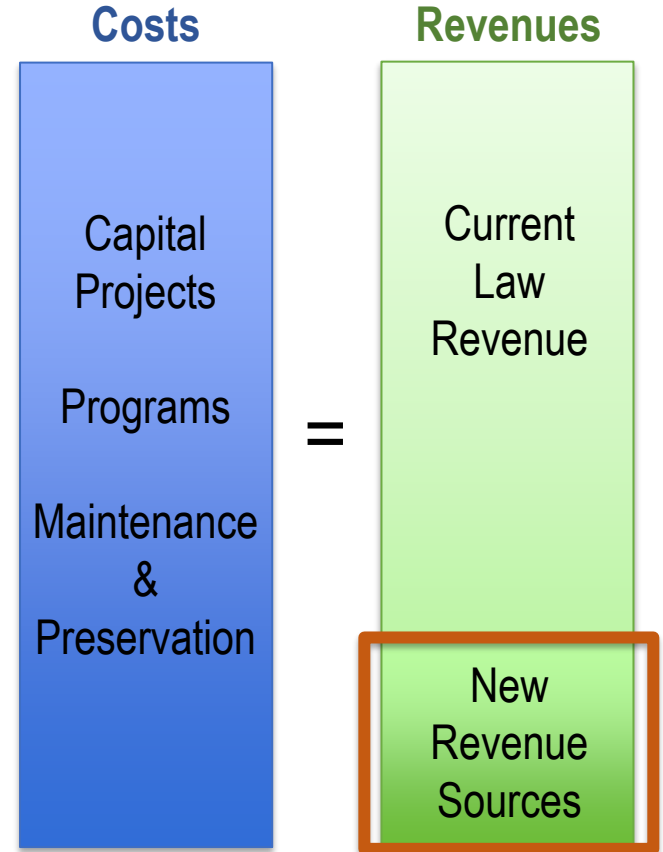 Costs
Capital
Projects
Programs
Maintenance
&
Preservation
=
Revenues
Current
Law
Revenue
New
Revenue
Sources